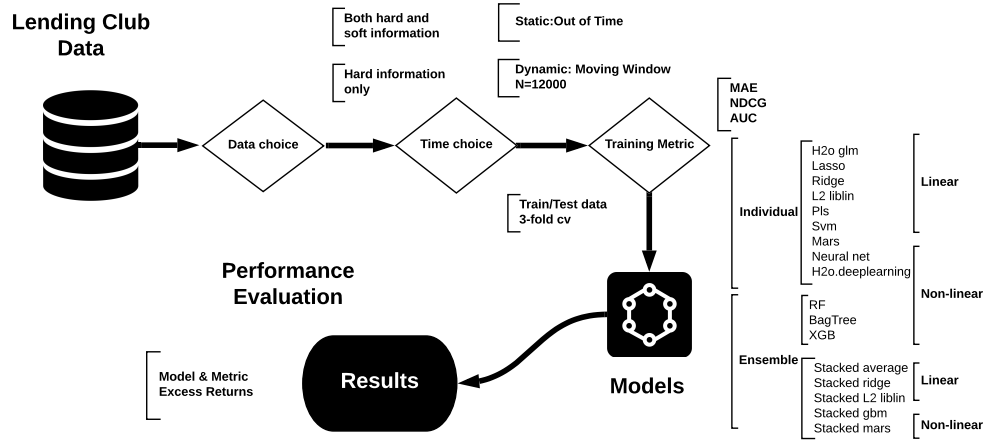 Lending Club
Data
Both hard and
soft information
Hard information
only
Static:Out of Time
Dynamic: Moving Window
N=12000
MAE
NDCG
AUC
Data choice
Time choice
Training Metric
Train/Test data
3-fold cv
Individual
H2o glm
Lasso
Ridge
L2 liblin
Pls
Svm
Mars
Neural net
H2o.deeplearning
Linear
Non-linear
Ensemble
RF
BagTree
XGB
Stacked average
Stacked ridge
Stacked L2 liblin
Stacked gbm
Stacked mars
Linear
Non-linear
Models
Performance
Evaluation
Results
Model & Metric
Excess Returns